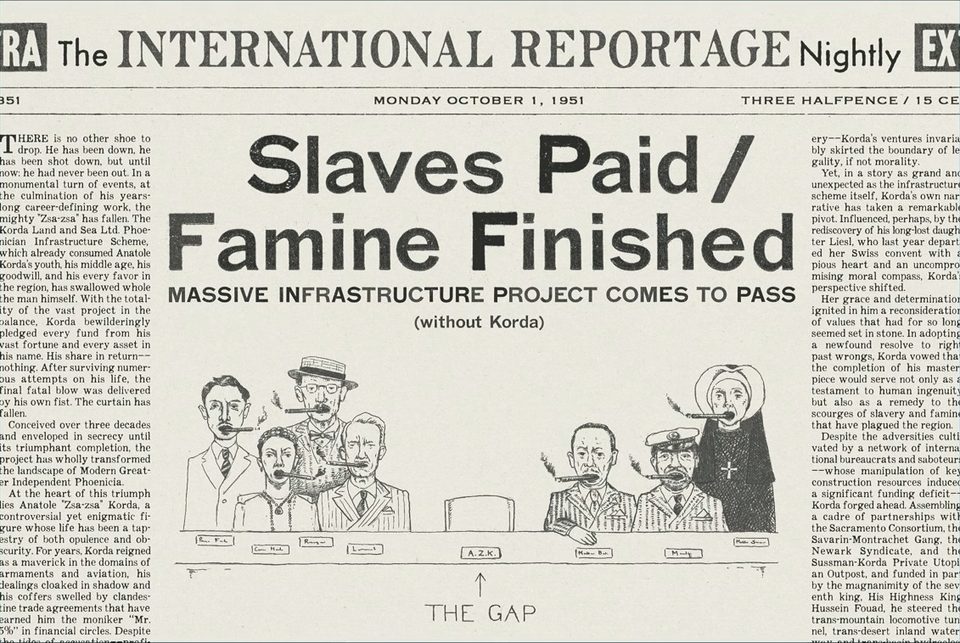 The INTERNATIONAL REPORTAGE Nightly
MONDAY OCTOBER 1, 1951
THREE HALFPENCE / 15 CE
THERE is no other shoe to
drop. He has been down, he
has been shot down, but until
now: he had never been out. In a
monumental turn of events, at
the culmination of his years-
long career-defining work, the
mighty "Zsa-zsa" has fallen. The
Korda Land and Sea Ltd. Phoe-
nician Infrastructure Scheme,
which already consumed Anatole
Korda's youth, his middle age, his
goodwill, and his every favor in
the region, has swallowed whole
the man himself. With the total-
ity of the vast project in the
balance, Korda bewilderingly
pledged every fund from his
vast fortune and every asset in
his name. His share in return--
nothing. After surviving numer-
ous attempts on his life, the
final fatal blow was delivered
by his own fist. The curtain has
fallen.
Conceived over three decades
and enveloped in secrecy until
its triumphant completion, the
project has wholly transformed
the landscape of Modern Great-
er Independent Phoenicia.
At the heart of this triumph
lies Anatole "Zsa-zsa" Korda, a
controversial yet enigmatic fi-
gure whose life has been a tap-
estry of both opulence and ob-
scurity. For years, Korda reigned
as a maverick in the domains of
armaments and aviation, his
dealings cloaked in shadow and
his coffers swelled by clandes-
tine trade agreements that have
earned him the moniker "Mr.
5%" in financial circles. Despite
Slaves Paid/
Famine Finished
MASSIVE INFRASTRUCTURE PROJECT COMES TO PASS
(without Korda)
A.Z.K.
THE GAP
ery--Korda's ventures invaria
bly skirted the boundary of le
gality, if not morality.
Yet, in a story as grand and
unexpected as the infrastructure
scheme itself, Korda's own nar
rative has taken a remarkable
pivot. Influenced, perhaps, by the
rediscovery of his long-lost daugh
ter Liesl, who last year depart
ed her Swiss convent with a
pious heart and an uncompro
mising moral compass, Korda'
perspective shifted.
Her grace and determination
ignited in him a reconsideration
of values that had for so long
seemed set in stone. In adopting
a newfound resolve to right
past wrongs, Korda vowed that
the completion of his master
piece would serve not only as a
testament to human ingenuity
but also as a remedy to the
scourges of slavery and famine
that have plagued the region.
Despite the adversities culti
vated by a network of interna
tional bureaucrats and saboteurs
--whose manipulation of key
construction resources induced
a significant funding deficit--
Korda forged ahead. Assembling
a cadre of partnerships with
the Sacramento Consortium, the
Savarin-Montrachet Gang, the
Newark Syndicate, and the
Sussman-Korda Private Utopi
an Outpost, and funded in part
by the magnanimity of the sev
enth king, His Highness King
Hussein Fouad, he steered the
trans-mountain locomotive tun
nel, trans-desert inland water